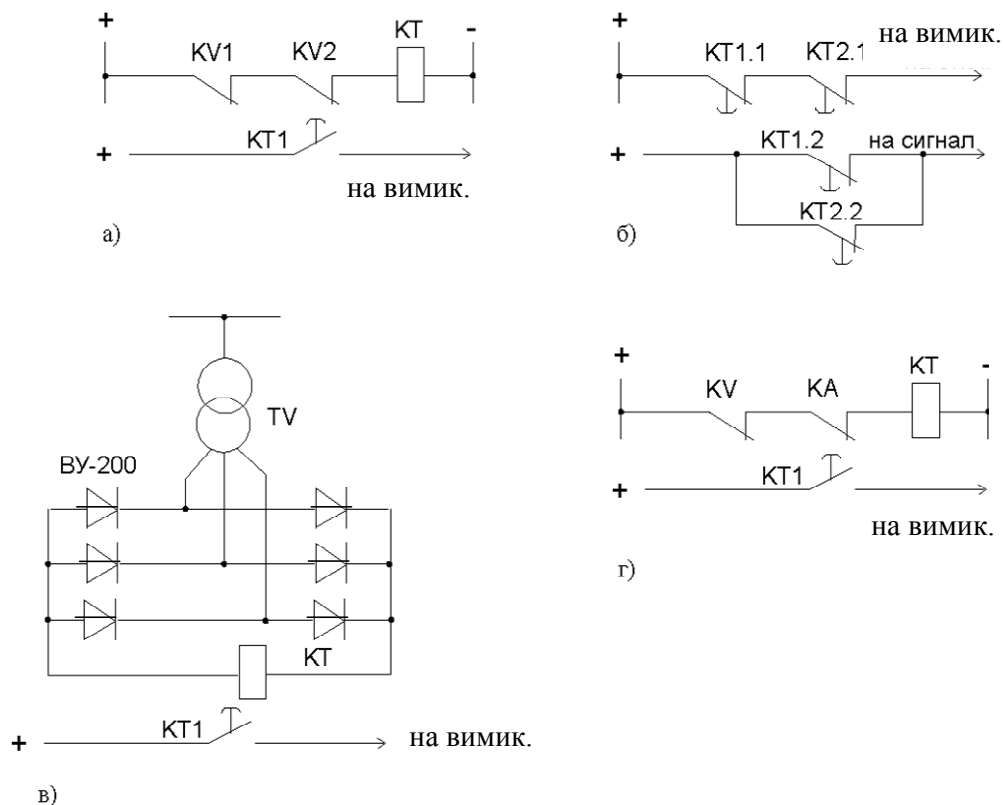 + KV1 KV2 KT -
KT1
+
на вимик.
а)
+ KT1.1 KT2.1 на вимик.
+ KT1.2 на сигнал
KT2.2
б)
TV
ВУ-200
KT
+ KT1 на вимик.
в)
+ KV KA KT -
KT1
+
на вимик.
г)